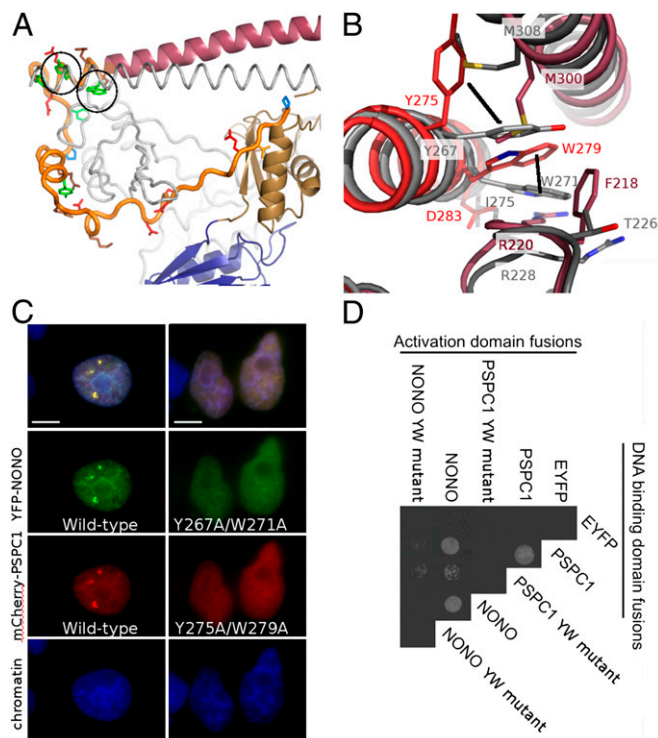 A
B
M308
M300
Y275
Y267
W279
W271
F218
I275
D283
T226
R220
R228
C
YFP-NONO
Wild-type
Y267A/W271A
mCherry-PSPC1
Wild-type
Y275A/W279A
chromatin
D
Activation domain fusions
NONO YW mutant
NONO
PSPC1 YW mutant
PSPC1
EYFP
DNA binding domain fusions
EYFP
PSPC1
PSPC1 YW mutant
NONO
NONO YW mutant